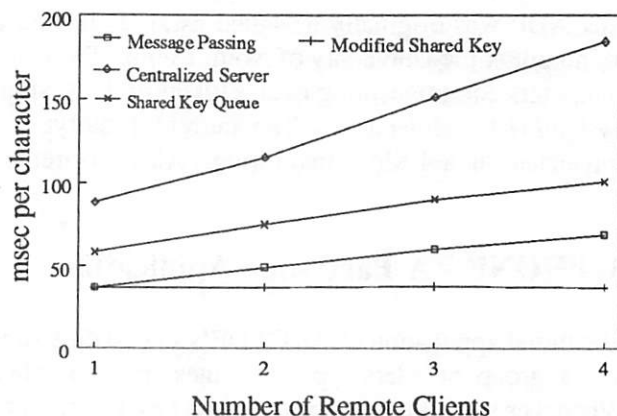 200
150
100
50
0
msec per character
Message Passing
Modified Shared Key
Centralized Server
Shared Key Queue
1 2 3 4
Number of Remote Clients